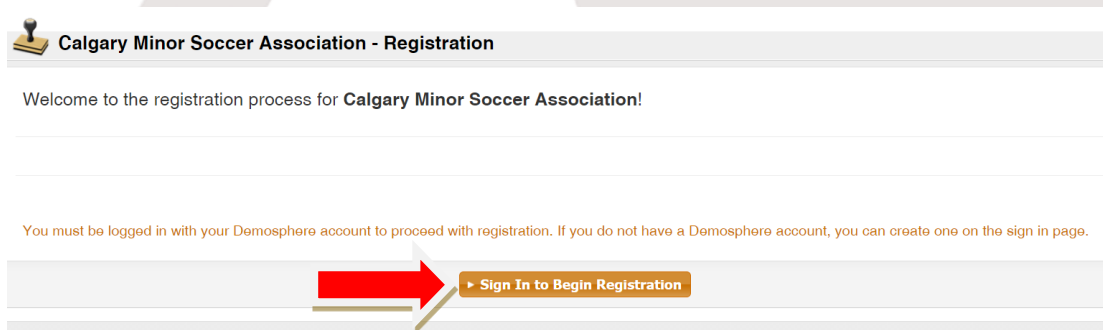 Calgary Minor Soccer Association - Registration
Welcome to the registration process for Calgary Minor Soccer Association!
You must be logged in with your Demosphere account to proceed with registration. If you do not have a Demosphere account, you can create one on the sign in page.
Sign In to Begin Registration